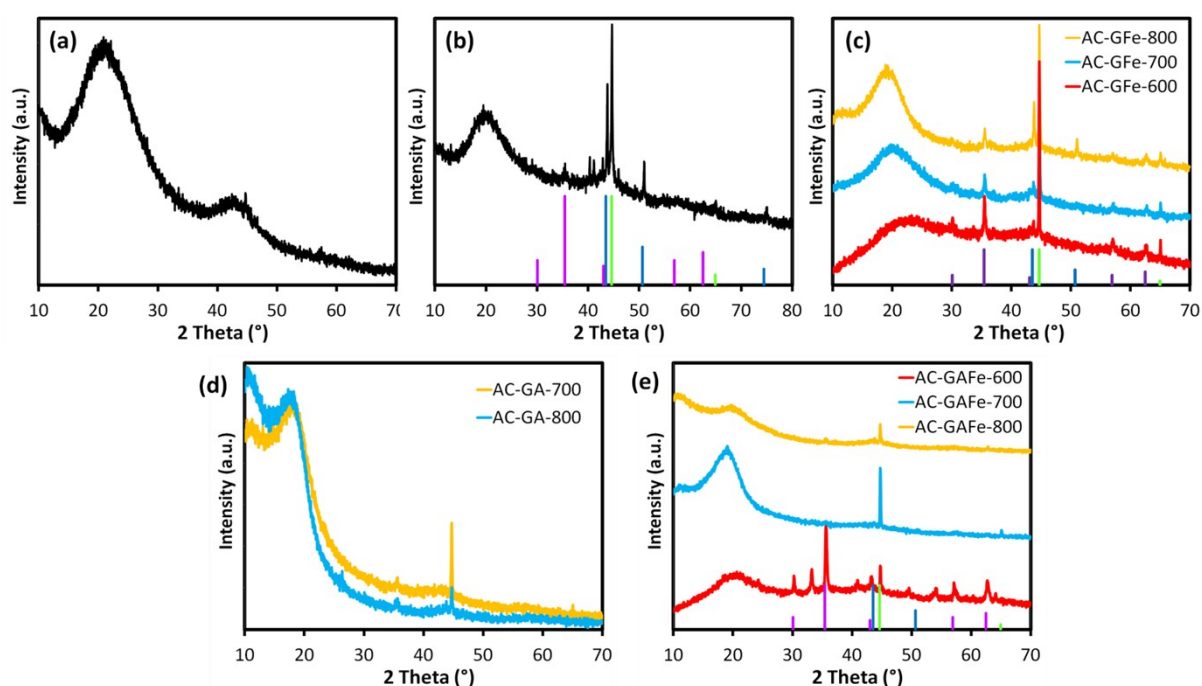 (a)
Intensity (a.u.)
10 20 30 40 50 60 70
2 Theta (°)
(b)
Intensity (a.u.)
10 20 30 40 50 60 70 80
2 Theta (°)
(c)
AC-GFe-800
AC-GFe-700
AC-GFe-600
Intensity (a.u.)
10 20 30 40 50 60 70
2 Theta (°)
(d)
AC-GA-700
AC-GA-800
Intensity (a.u.)
10 20 30 40 50 60 70
2 Theta (°)
(e)
AC-GAFe-600
AC-GAFe-700
AC-GAFe-800
Intensity (a.u.)
10 20 30 40 50 60 70
2 Theta (°)